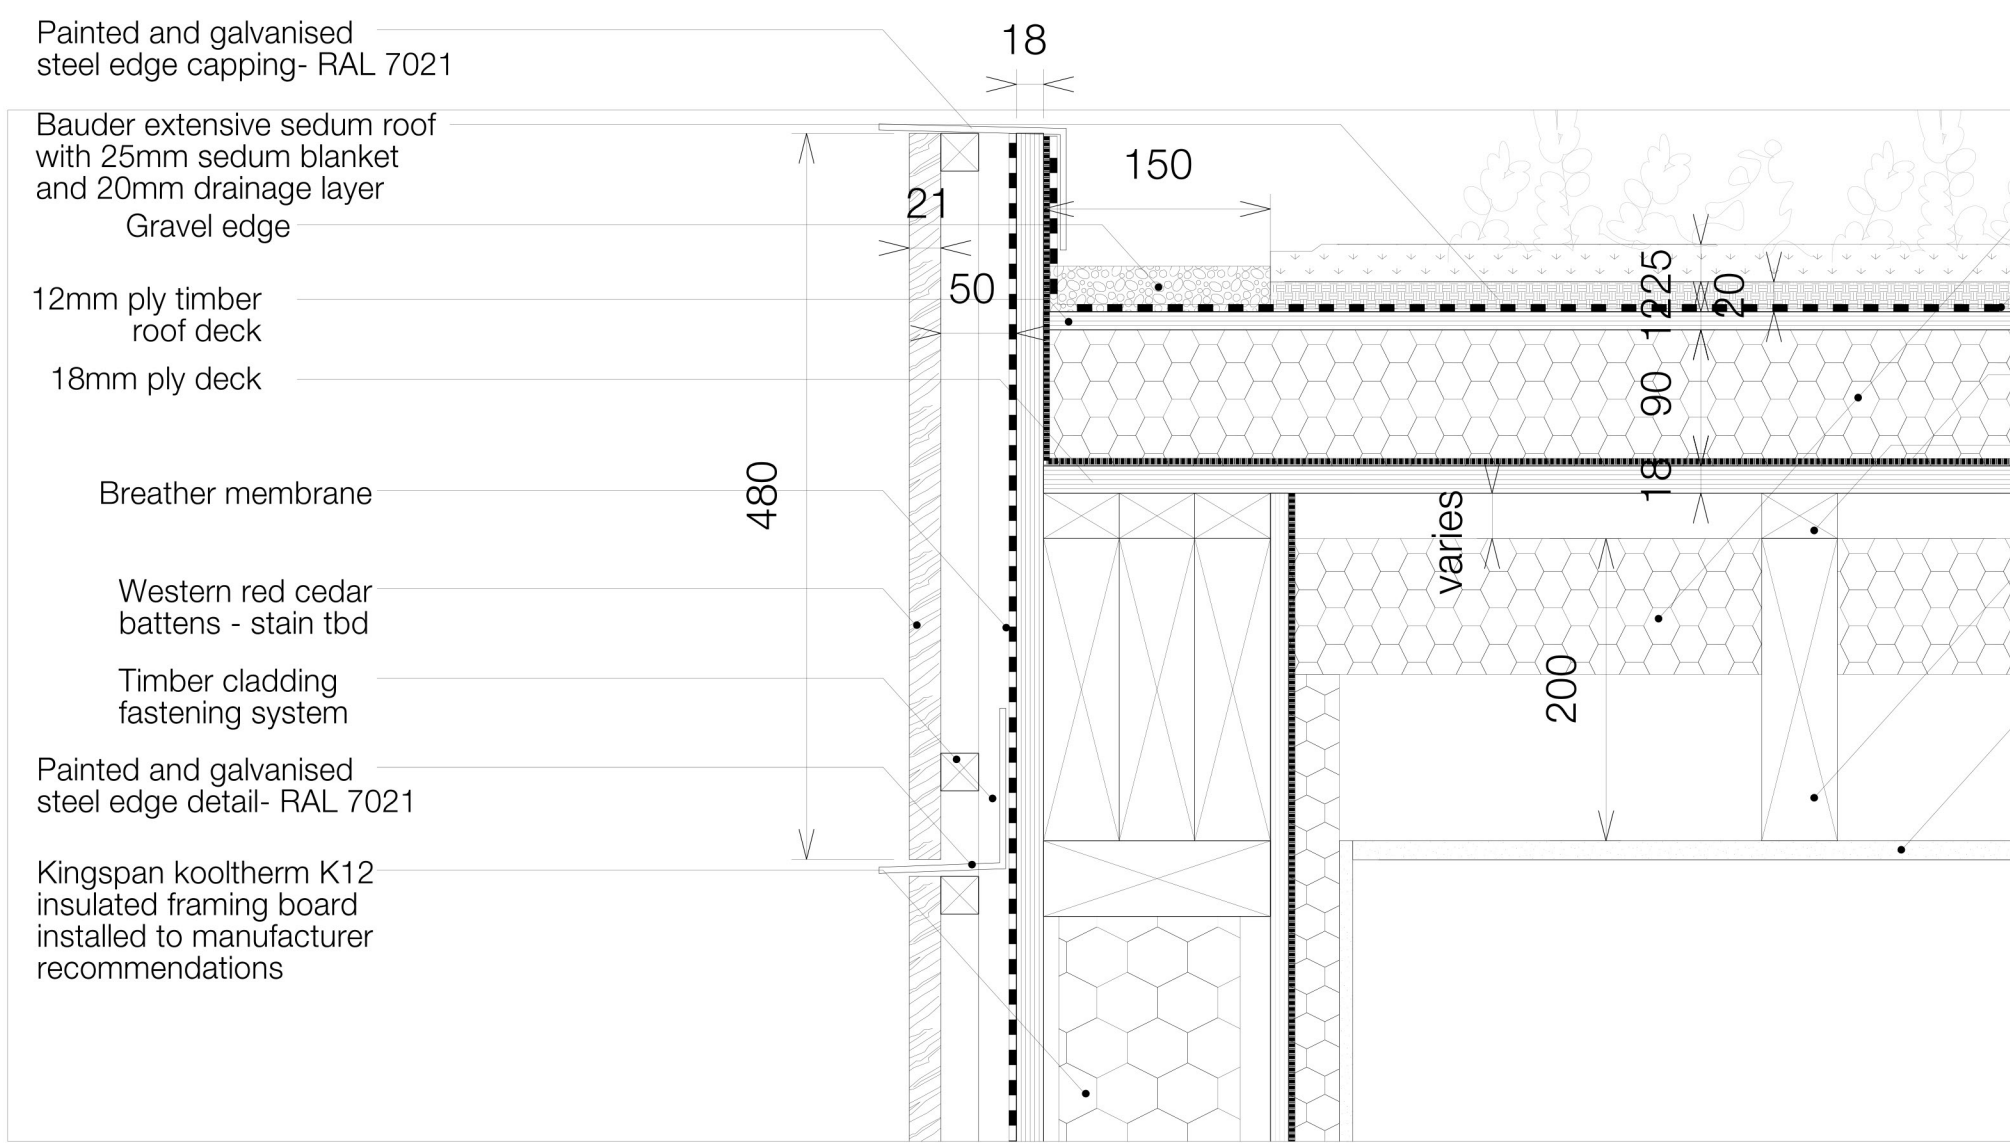 Painted and galvanised
steel edge capping- RAL 7021
Bauder extensive sedum roof
with 25mm sedum blanket
and 20mm drainage layer
Gravel edge
12mm ply timber
roof deck
18mm ply deck
Breather membrane
Western red cedar
battens - stain tbd
Timber cladding
fastening system
Painted and galvanised
steel edge detail- RAL 7021
Kingspan kooltherm K12
insulated framing board
installed to manufacturer
recommendations
18
150
21
50
480
25
12
20
90
18
varies
200